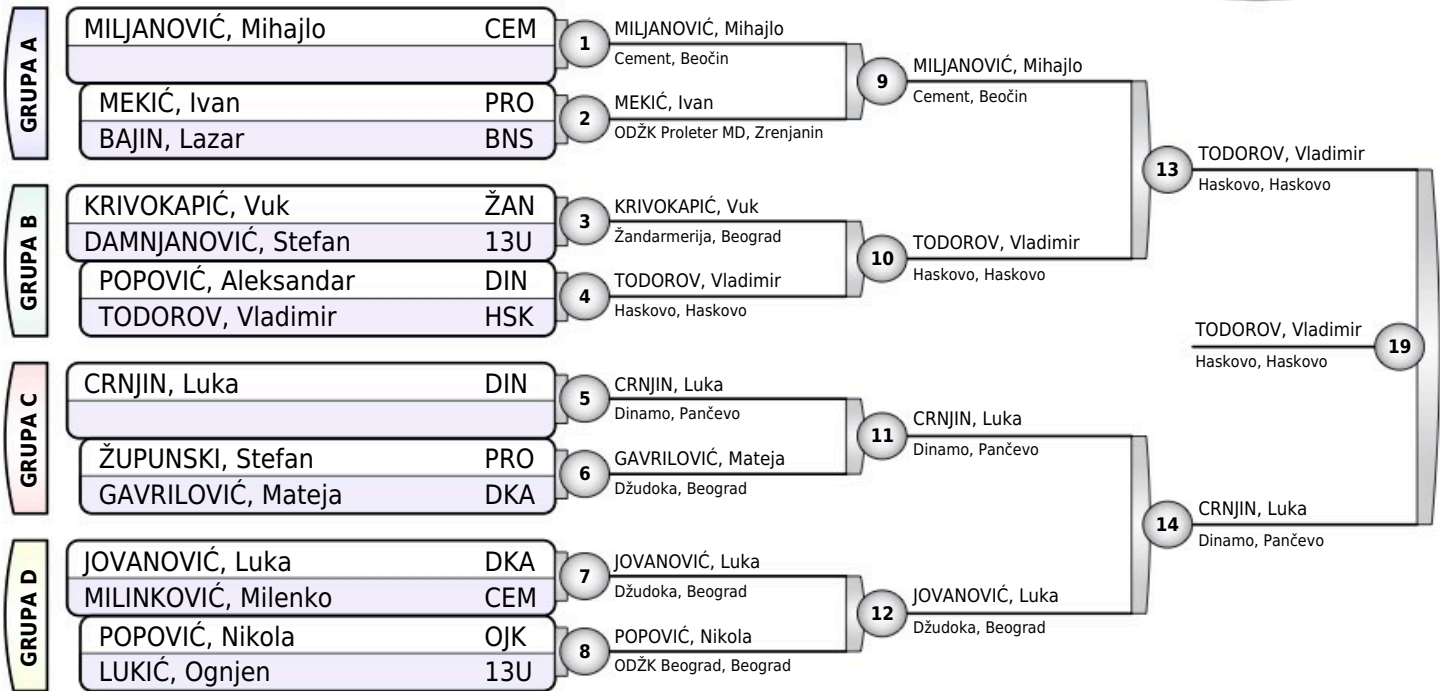 GRUPA A
MILJANOVIĆ, Mihajlo CEM
MEKIĆ, Ivan PRO
BAJIN, Lazar BNS
GRUPA B
KRIVOKAPIĆ, Vuk ŽAN
DAMNJANOVIĆ, Stefan 13U
POPOVIĆ, Aleksandar DIN
TODOROV, Vladimir HSK
GRUPA C
CRNJIN, Luka DIN
ŽUPUNSKI, Stefan PRO
GAVRILOVIĆ, Mateja DKA
GRUPA D
JOVANOVIĆ, Luka DKA
MILINKOVIĆ, Milenko CEM
POPOVIĆ, Nikola OJK
LUKIĆ, Ognjen 13U
1
MILJANOVIĆ, Mihajlo
Cement, Beočin
2
MEKIĆ, Ivan
ODŽK Proleter MD, Zrenjanin
3
KRIVOKAPIĆ, Vuk
Žandarmerija, Beograd
4
TODOROV, Vladimir
Haskovo, Haskovo
5
CRNJIN, Luka
Dinamo, Pančevo
6
GAVRILOVIĆ, Mateja
Džudoka, Beograd
7
JOVANOVIĆ, Luka
Džudoka, Beograd
8
POPOVIĆ, Nikola
ODŽK Beograd, Beograd
9
MILJANOVIĆ, Mihajlo
Cement, Beočin
10
TODOROV, Vladimir
Haskovo, Haskovo
11
CRNJIN, Luka
Dinamo, Pančevo
12
JOVANOVIĆ, Luka
Džudoka, Beograd
13
TODOROV, Vladimir
Haskovo, Haskovo
14
CRNJIN, Luka
Dinamo, Pančevo
TODOROV, Vladimir
Haskovo, Haskovo
19